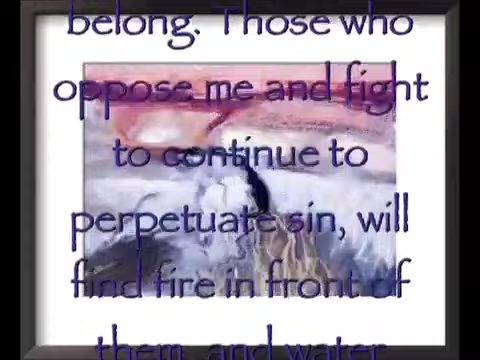 belong. Those who
oppose me and fight
to continue to
perpetuate sin, will
find fire in front of
them, and water